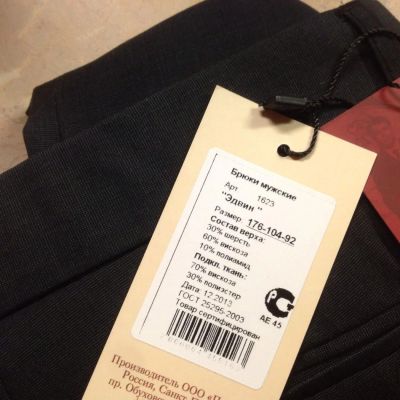 Брюки мужские
Арт. 1623
"Эдвин "
Размер 176-104-92
Состав верха:
30% шерсть
60% вискоза
10% полиамид
Подкл. ткань:
70% вискоза
30% полиэстер
Дата 12.2013
ГОСТ 25295-2003
Товар сертифицирован
АЕ 45
Производитель ООО «П
Россия, Санкт-
пр. Обухов